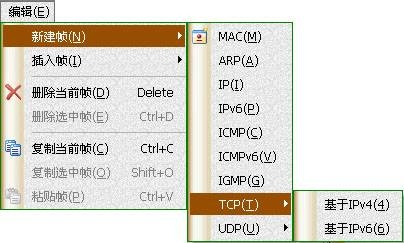 编辑(E)
新建帧(N)
插入帧(I)
删除当前帧(D) Delete
删除选中帧(E) Ctrl+D
复制当前帧(C) Ctrl+C
复制选中帧(O) Shift+O
粘贴帧(P) Ctrl+V
MAC(M)
ARP(A)
IP(I)
IPv6(P)
ICMP(C)
ICMPv6(V)
IGMP(G)
TCP(T)
UDP(U)
基于IPv4(4)
基于IPv6(6)